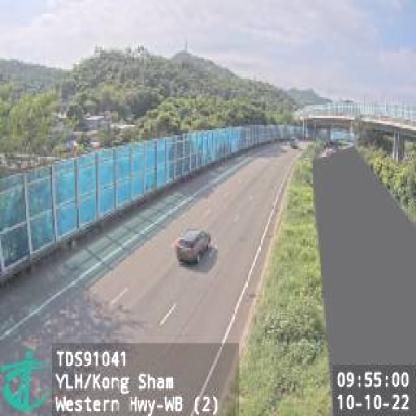 TDS91041
YLH/Kong Sham
Western Hwy-WB (2)
09:55:00
10-10-22